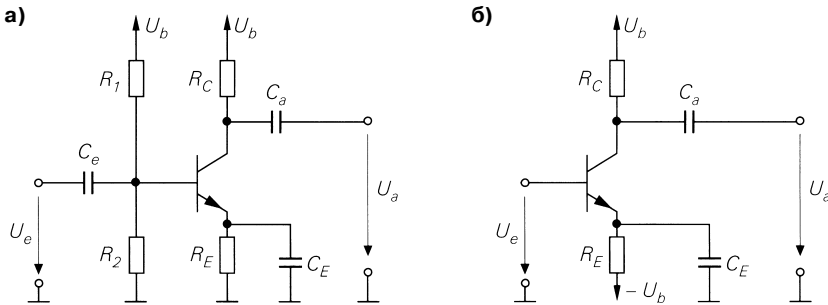 а)
U_b
U_b
R_1
R_C
C_a
C_e
U_e
U_a
R_2
R_E
C_E
б)
U_b
R_C
C_a
U_e
U_a
R_E
C_E
– U_b